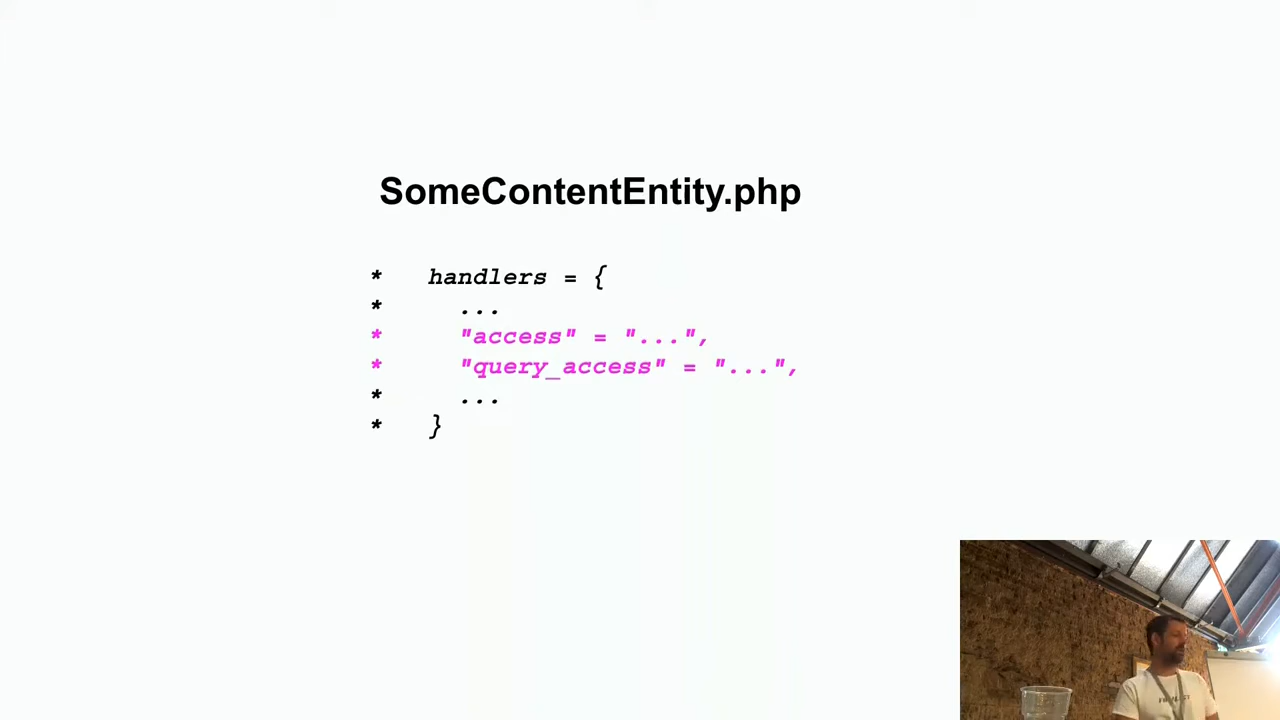 SomeContentEntity.php
* handlers = {
* ...
* "access" = "...",
* "query_access" = "...",
* ...
* }